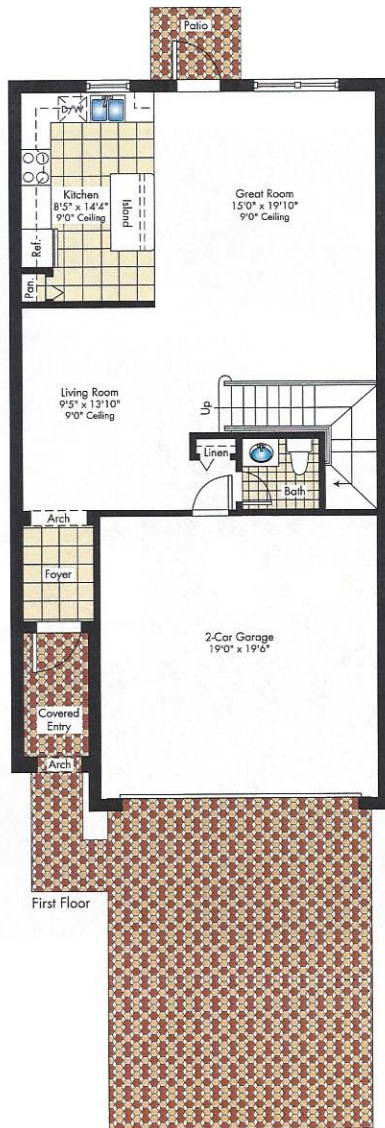 Patio
D/W
Kitchen
8'5" x 14'4"
9'0" Ceiling
Island
Great Room
15'0" x 19'10"
9'0" Ceiling
Ref.
Pan.
Living Room
9'5" x 13'10"
9'0" Ceiling
Up
Linen
Bath
Arch
Foyer
2-Car Garage
19'0" x 19'6"
Covered
Entry
Arch
First Floor